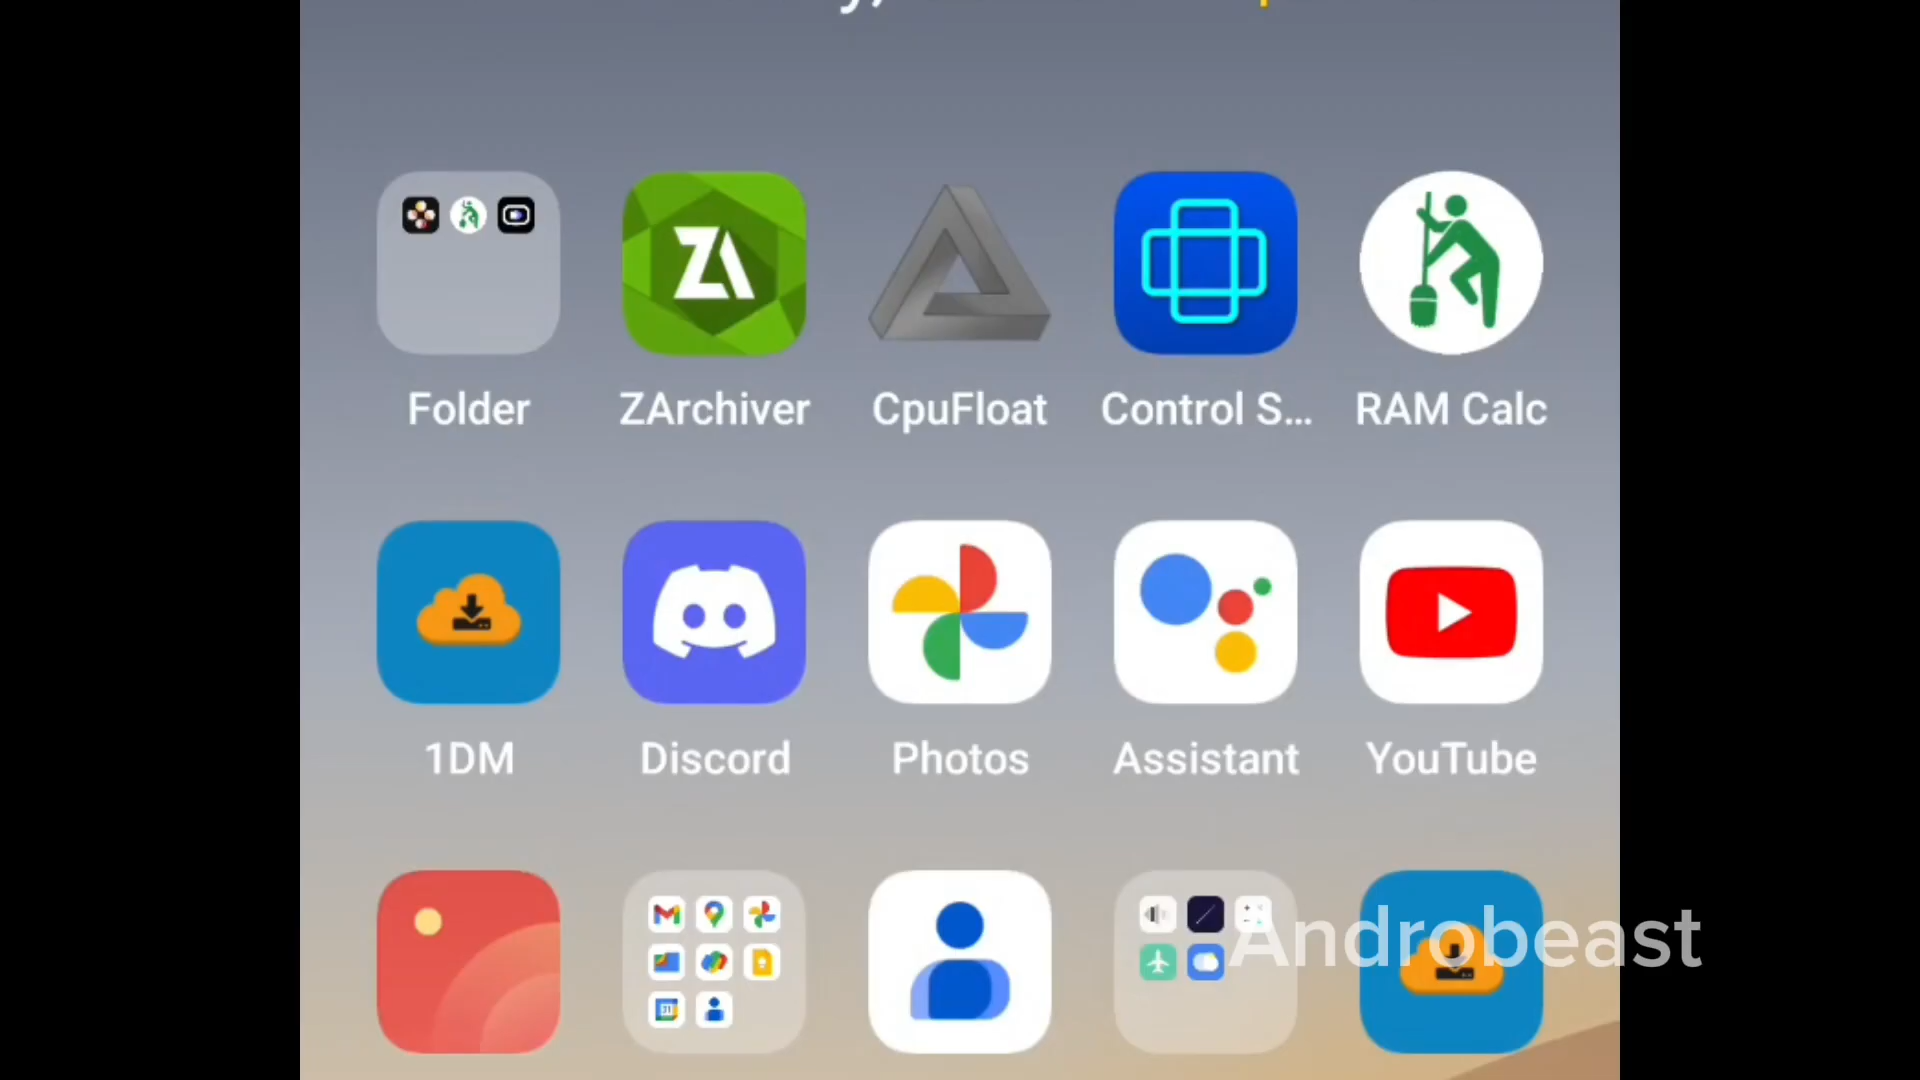 Folder ZArchiver CpuFloat Control S... RAM Calc
1DM Discord Photos Assistant YouTube
Androbeast